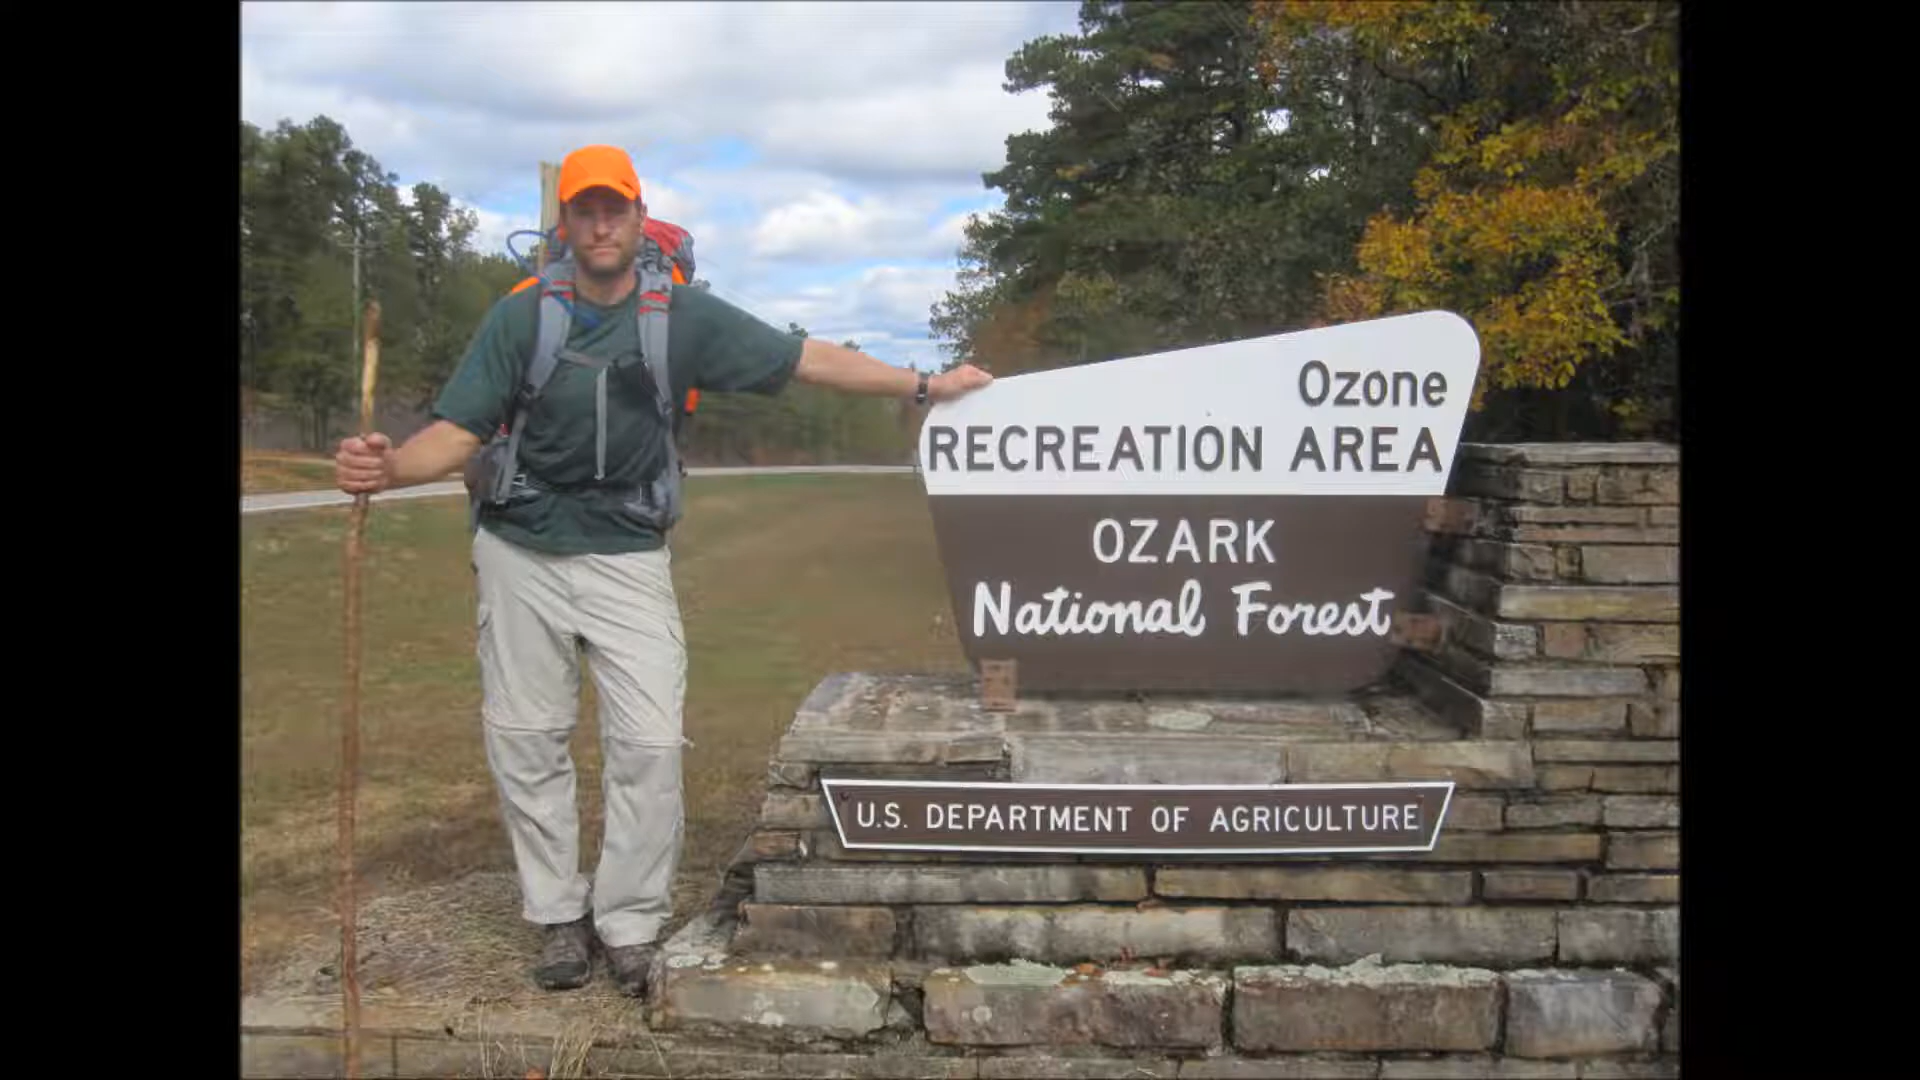 Ozone
RECREATION AREA
OZARK
National Forest
U.S. DEPARTMENT OF AGRICULTURE